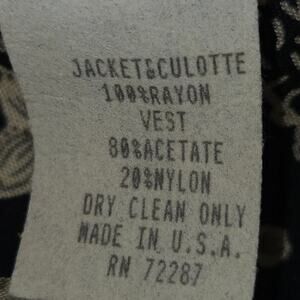 JACKET&CULOTTE
100%RAYON
VEST
80%ACETATE
20%NYLON
DRY CLEAN ONLY
MADE IN U.S.A.
RN 72287